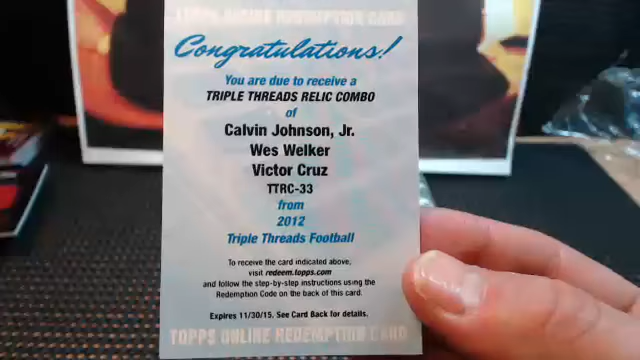 TOPPS ONLINE REDEMPTION CARD
Congratulations!
You are due to receive a
TRIPLE THREADS RELIC COMBO
of
Calvin Johnson, Jr.
Wes Welker
Victor Cruz
TTRC-33
from
2012
Triple Threads Football
To receive the card indicated above,
visit redeem.topps.com
and follow the step-by-step instructions using the
Redemption Code on the back of this card.
Expires 11/30/15. See Card Back for details.
TOPPS ONLINE REDEMPTION CARD